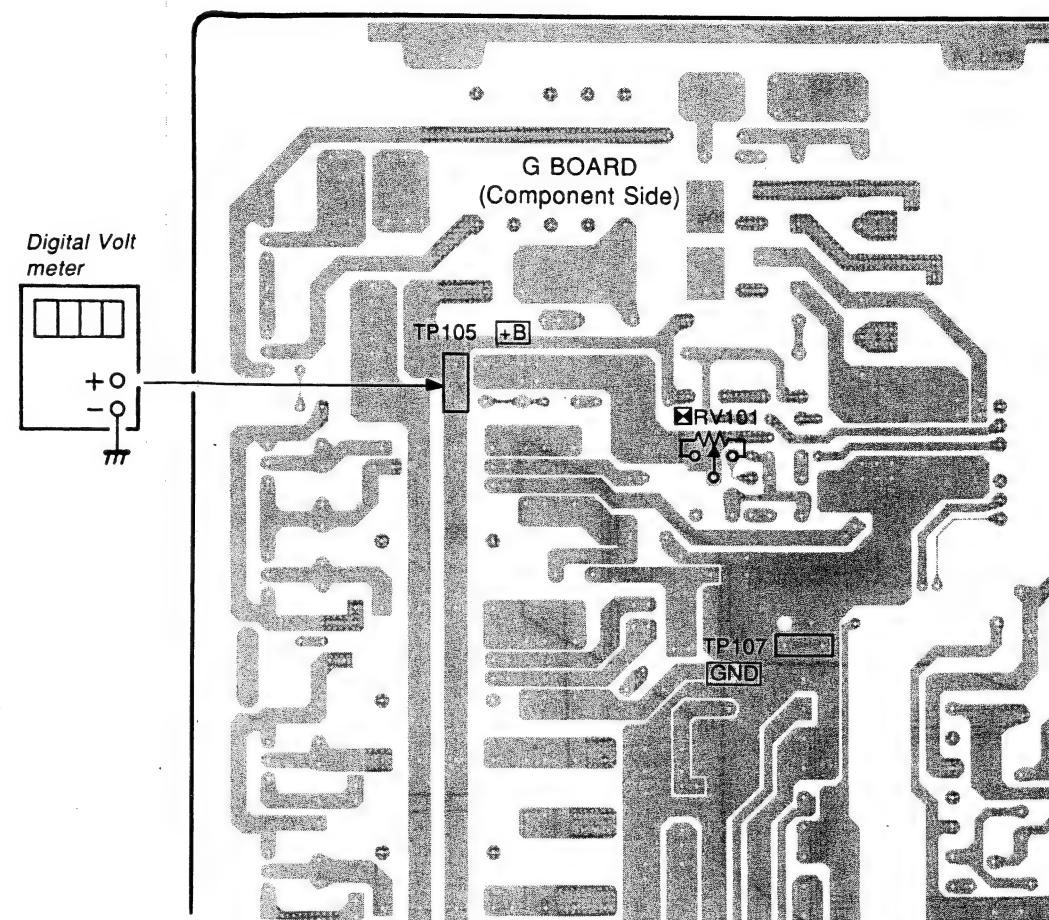 G BOARD
(Component Side)
Digital Volt
meter
TP105 +B
+
−
RV101
TP107
GND